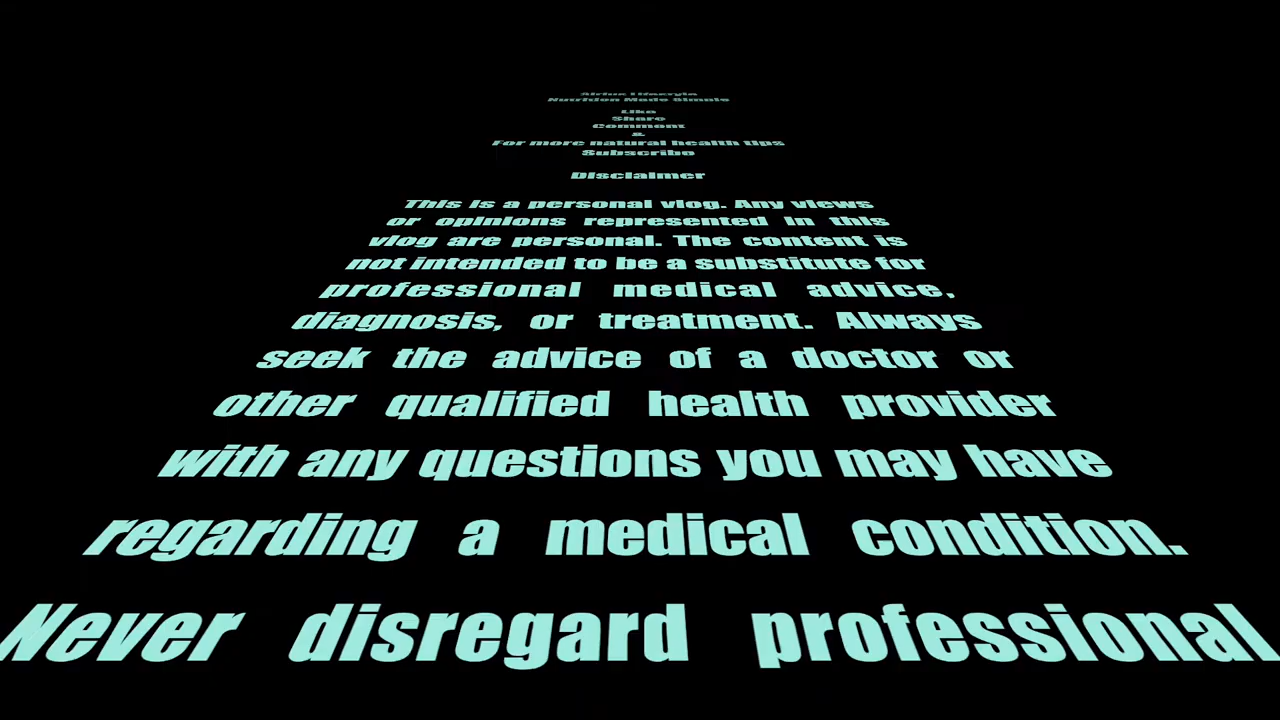 Nutrition Made Simple
Like
Share
Comment
&
For more natural health tips
Subscribe
Disclaimer
This is a personal vlog. Any views
or opinions represented in this
vlog are personal. The content is
not intended to be a substitute for
professional medical advice,
diagnosis, or treatment. Always
seek the advice of a doctor or
other qualified health provider
with any questions you may have
regarding a medical condition.
Never disregard professional